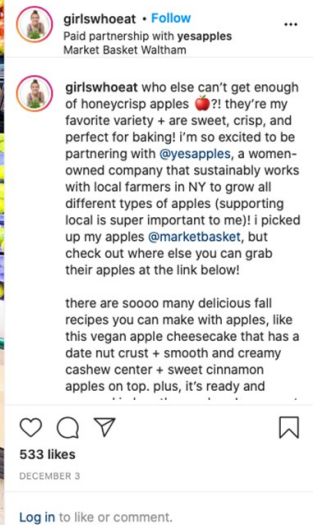 girlswhoeat • Follow
Paid partnership with yesapples
Market Basket Waltham
girlswhoeat who else can't get enough
of honeycrisp apples 🍎?! they're my
favorite variety + are sweet, crisp, and
perfect for baking! i'm so excited to be
partnering with @yesapples, a women-
owned company that sustainably works
with local farmers in NY to grow all
different types of apples (supporting
local is super important to me)! i picked
up my apples @marketbasket, but
check out where else you can grab
their apples at the link below!
there are soooo many delicious fall
recipes you can make with apples, like
this vegan apple cheesecake that has a
date nut crust + smooth and creamy
cashew center + sweet cinnamon
apples on top. plus, it's ready and
533 likes
DECEMBER 3
Log in to like or comment.